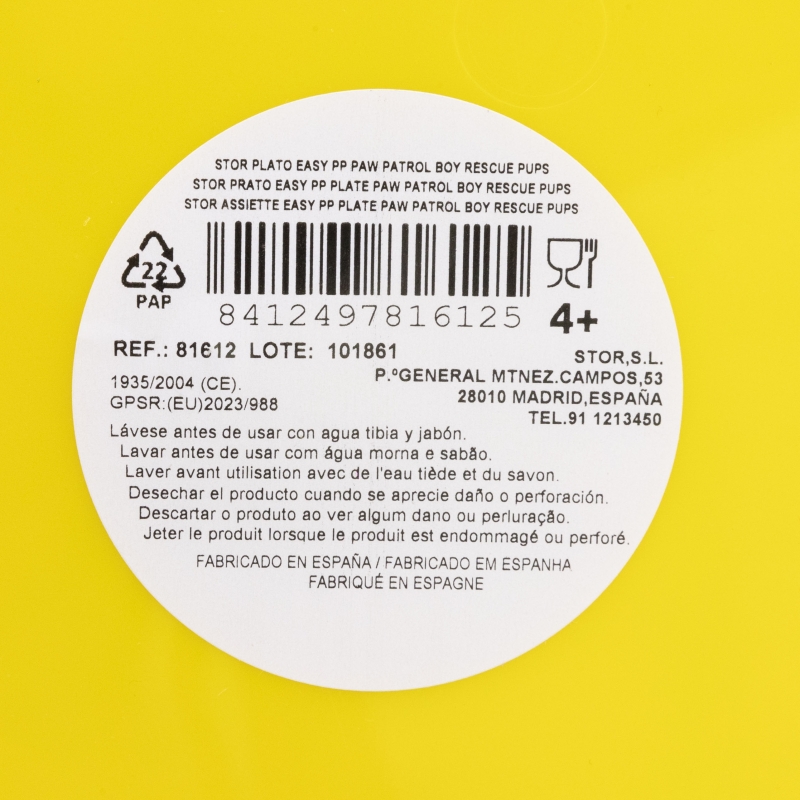 STOR PLATO EASY PP PAW PATROL BOY RESCUE PUPS
STOR PRATO EASY PP PLATE PAW PATROL BOY RESCUE PUPS
STOR ASSIETTE EASY PP PLATE PAW PATROL BOY RESCUE PUPS
22
PAP
8412497816125
4+
REF.: 81612 LOTE: 101861
STOR,S.L.
P.ºGENERAL MTNEZ.CAMPOS,53
28010 MADRID,ESPAÑA
TEL.91 1213450
1935/2004 (CE).
GPSR:(EU)2023/988
Lávese antes de usar con agua tibia y jabón.
Lavar antes de usar com água morna e sabão.
Laver avant utilisation avec de l'eau tiède et du savon.
Desechar el producto cuando se aprecie daño o perforación.
Descartar o produto ao ver algum dano ou perluração.
Jeter le produit lorsque le produit est endommagé ou perforé.
FABRICADO EN ESPAÑA / FABRICADO EM ESPANHA
FABRIQUÉ EN ESPAGNE